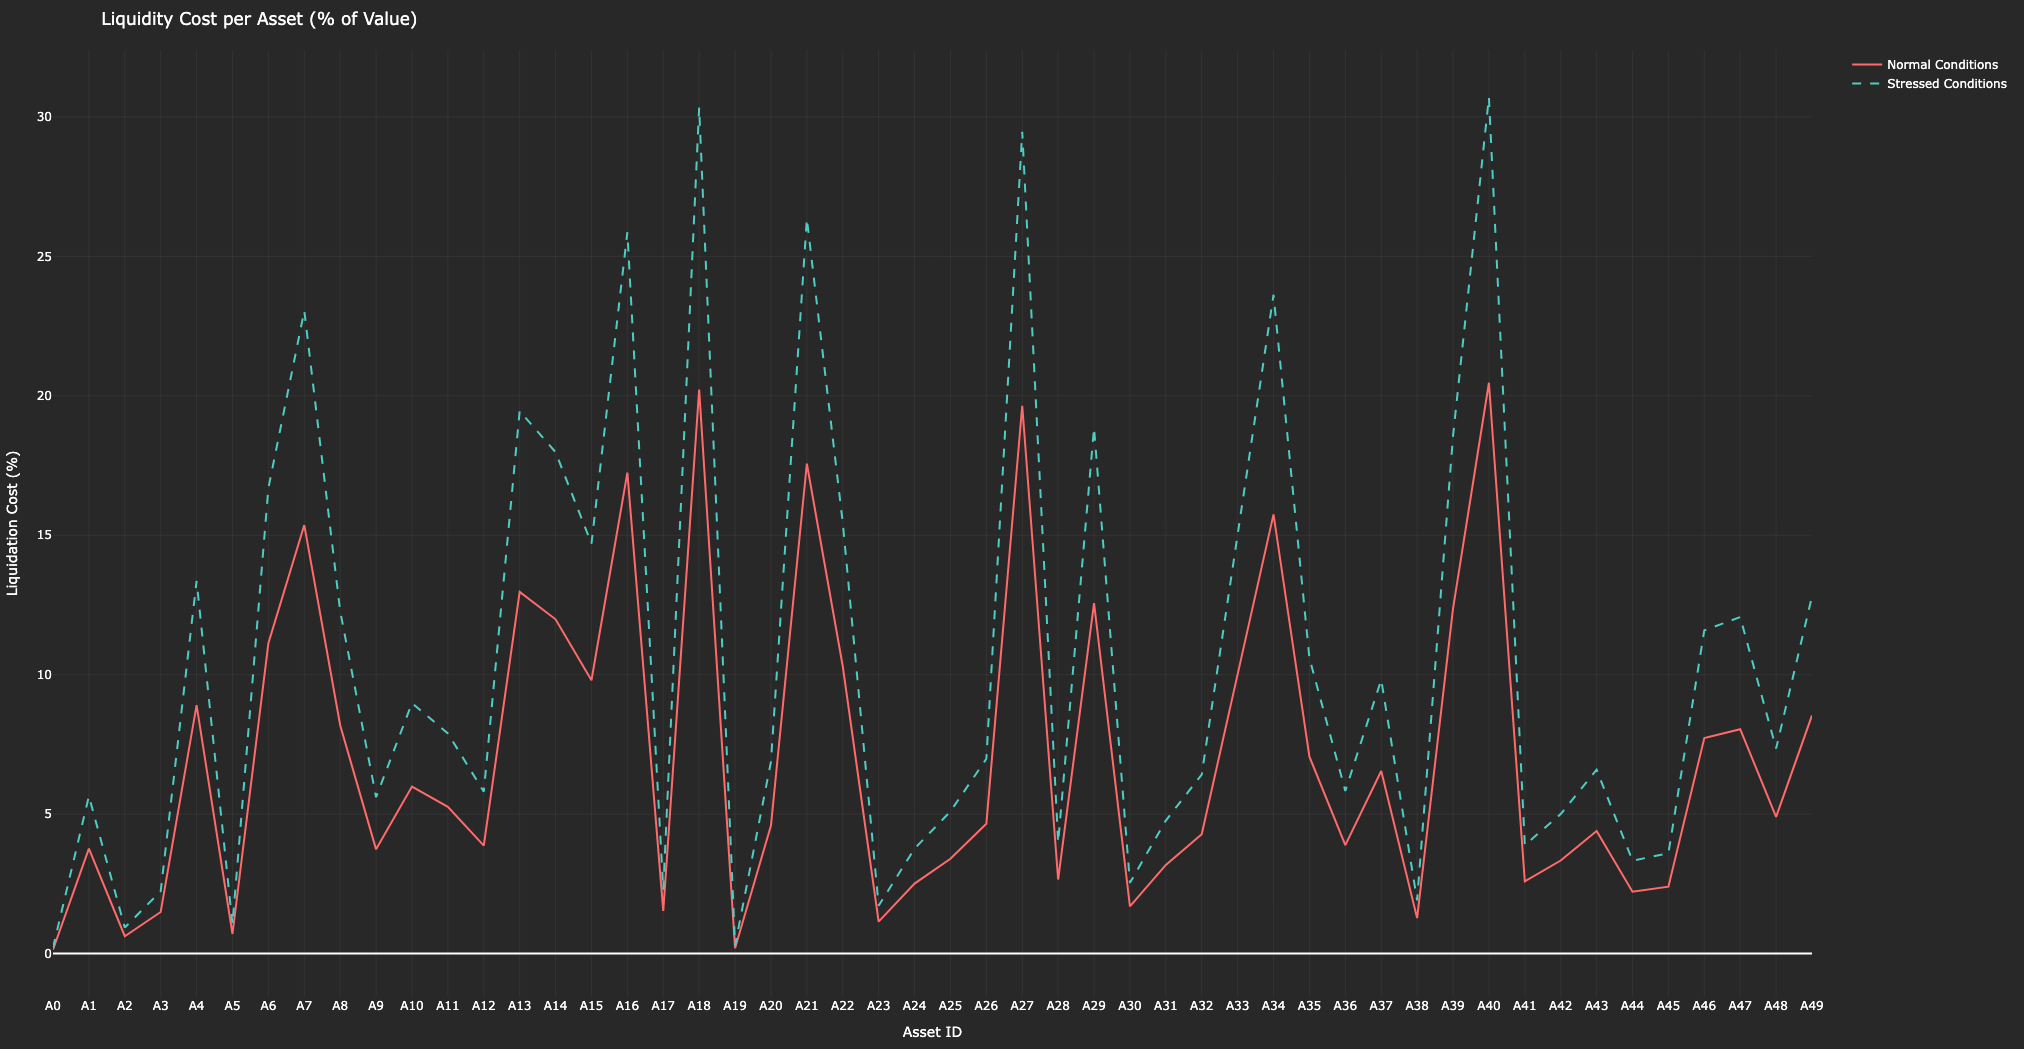 Liquidity Cost per Asset (% of Value)
Normal Conditions
Stressed Conditions
30
25
20
15
10
5
0
Liquidation Cost (%)
A0 A1 A2 A3 A4 A5 A6 A7 A8 A9 A10 A11 A12 A13 A14 A15 A16 A17 A18 A19 A20 A21 A22 A23 A24 A25 A26 A27 A28 A29 A30 A31 A32 A33 A34 A35 A36 A37 A38 A39 A40 A41 A42 A43 A44 A45 A46 A47 A48 A49
Asset ID